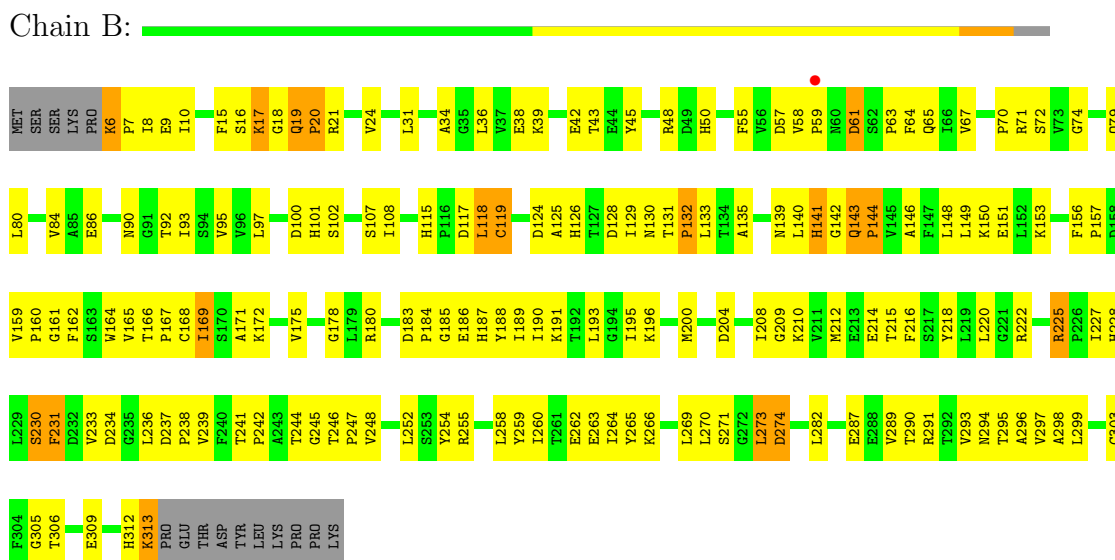 Chain B:
MET SER SER LYS PRO K6 P7 I8 E9 I10 F15 S16 K17 G18 Q19 P20 R21 V24 L31 A34 G35 L36 V37 E38 K39 E42 T43 E44 Y45 R48 D49 H50 F55 V56 D57 V58 P59 N60 D61 S62 P63 F64 Q65 I66 V67 P70 R71 S72 V73 G74
L80 V84 A85 E86 N90 G91 T92 I93 S94 V95 V96 L97 D100 H101 S102 S107 I108 H115 P116 D117 L118 C119 D124 A125 H126 T127 D128 I129 N130 T131 P132 L133 T134 A135 N139 L140 H141 G142 Q143 P144 V145 A146 F147 L148 L149 K150 E151 L152 K153 F156 P157 D158
V159 P160 G161 F162 S163 W164 V165 T166 P167 C168 I169 S170 A171 K172 V175 G178 L179 R180 D183 P184 G185 E186 H187 Y188 I189 I190 K191 T192 L193 G194 I195 K196 M200 D204 I208 G209 K210 V211 M212 E213 E214 T215 F216 S217 Y218 L219 L220 G221 R222 R225 P226 I227 H228
L229 S230 F231 D232 V233 D234 G235 L236 D237 P238 V239 F240 T241 P242 A243 T244 G245 T246 P247 V248 L252 S253 Y254 R255 L258 Y259 I260 T261 E262 E263 I264 Y265 K266 L269 L270 S271 G272 L273 D274 L282 E287 E288 V289 T290 R291 T292 V293 N294 T295 A296 V297 A298 L299 C303
F304 G305 T306 E309 H312 K313 PRO GLU THR ASP TYR LEU LYS PRO PRO LYS